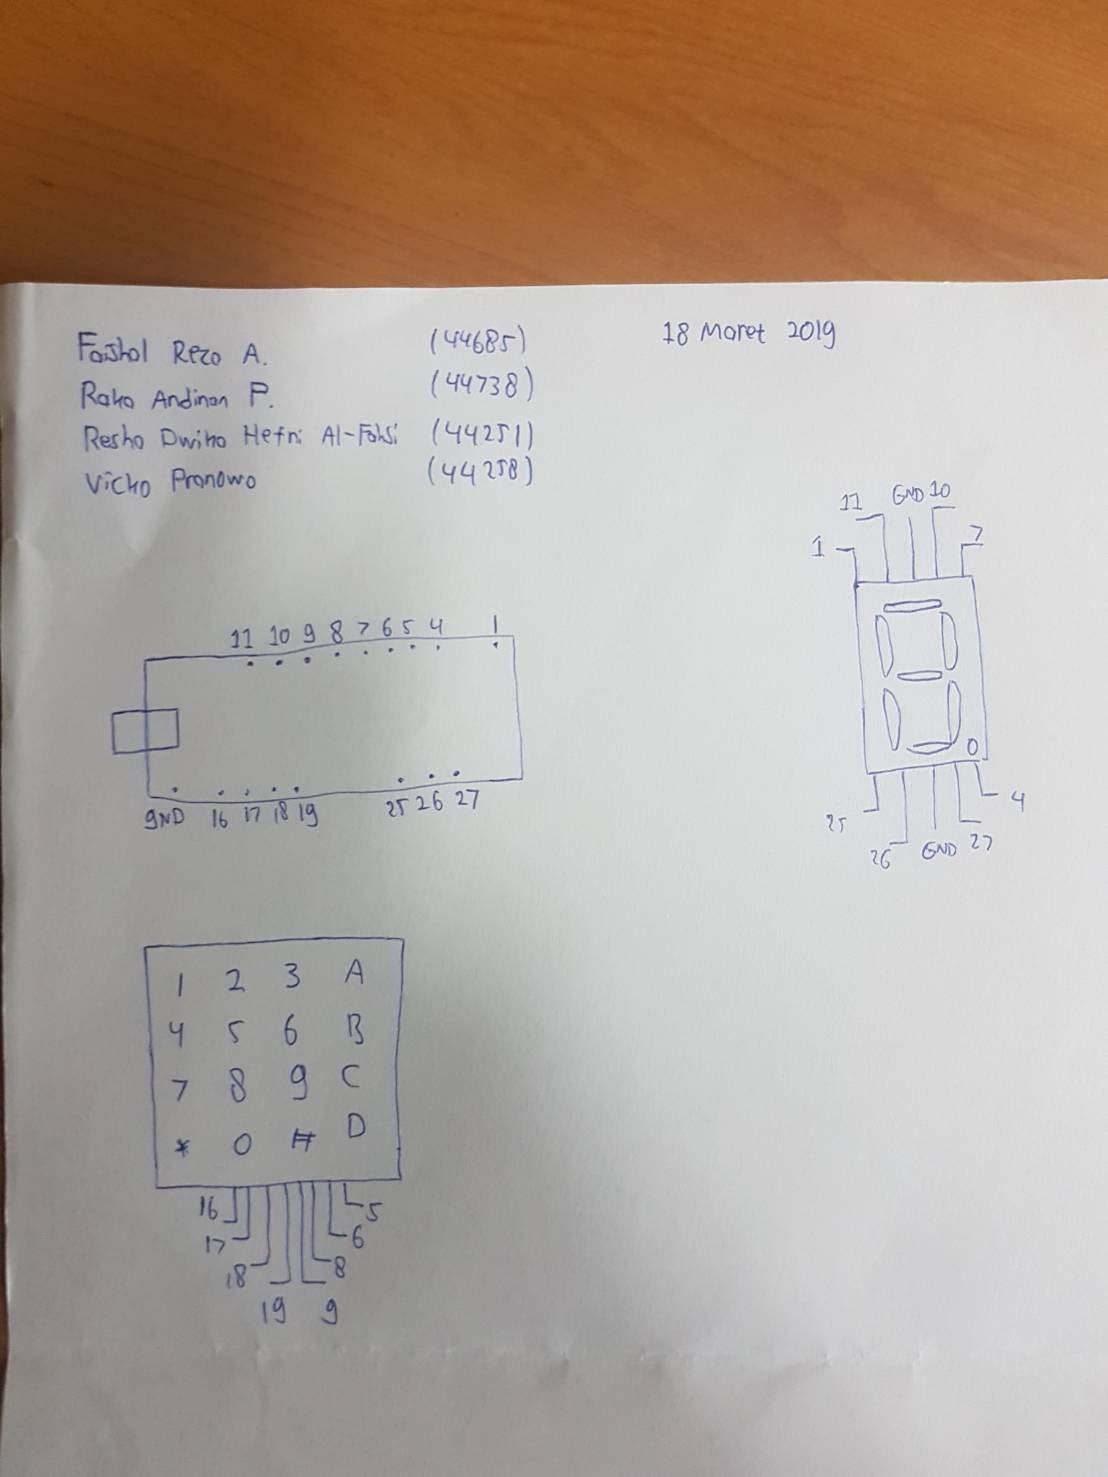 Faishol Reza A. (44685) 18 Maret 2019
Raka Andinan P. (44738)
Resha Dwika Hefni Al-Fahsi (44251)
Vicko Pranowo (44258)
11 GND 10
1 7
11 10 9 8 7 6 5 4 1
GND 16 17 18 19 25 26 27
25 4
26 GND 27
1 2 3 A
4 5 6 B
7 8 9 C
* 0 # D
16 5
17 6
18 8
19 9